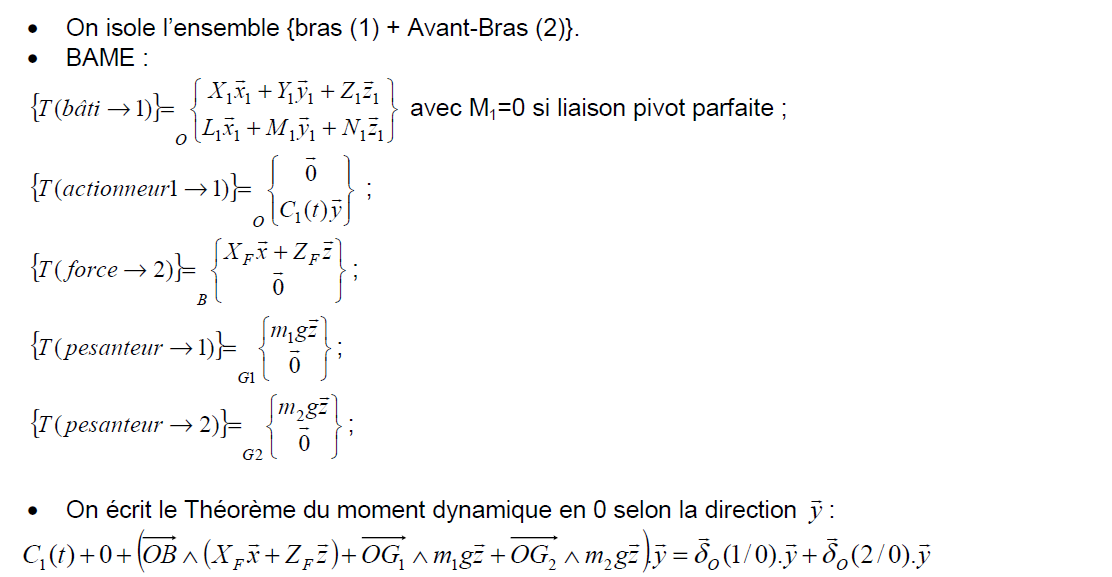 • On isole l’ensemble {bras (1) + Avant-Bras (2)}.
• BAME :
$\{T(bâti \rightarrow 1)\} = {}_{O}\begin{Bmatrix} X_1\vec{x}_1 + Y_1\vec{y}_1 + Z_1\vec{z}_1 \\ L_1\vec{x}_1 + M_1\vec{y}_1 + N_1\vec{z}_1 \end{Bmatrix}$ avec M₁=0 si liaison pivot parfaite ;
$\{T(actionneur1 \rightarrow 1)\} = {}_{O}\begin{Bmatrix} \vec{0} \\ C_1(t)\vec{y} \end{Bmatrix}$ ;
$\{T(force \rightarrow 2)\} = {}_{B}\begin{Bmatrix} X_F\vec{x} + Z_F\vec{z} \\ \vec{0} \end{Bmatrix}$ ;
$\{T(pesanteur \rightarrow 1)\} = {}_{G1}\begin{Bmatrix} m_1g\vec{z} \\ \vec{0} \end{Bmatrix}$ ;
$\{T(pesanteur \rightarrow 2)\} = {}_{G2}\begin{Bmatrix} m_2g\vec{z} \\ \vec{0} \end{Bmatrix}$ ;
• On écrit le Théorème du moment dynamique en 0 selon la direction $\vec{y}$ :
$C_1(t) + 0 + \left(\overrightarrow{OB} \wedge (X_F\vec{x} + Z_F\vec{z}) + \overrightarrow{OG_1} \wedge m_1g\vec{z} + \overrightarrow{OG_2} \wedge m_2g\vec{z}\right).\vec{y} = \vec{\delta}_O(1/0).\vec{y} + \vec{\delta}_O(2/0).\vec{y}$